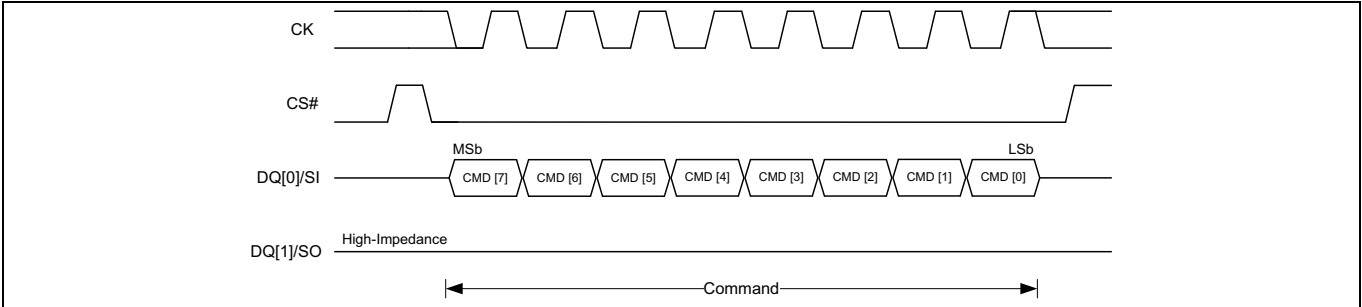 CK
CS#
MSb LSb
DQ[0]/SI CMD [7] CMD [6] CMD [5] CMD [4] CMD [3] CMD [2] CMD [1] CMD [0]
High-Impedance
DQ[1]/SO
Command